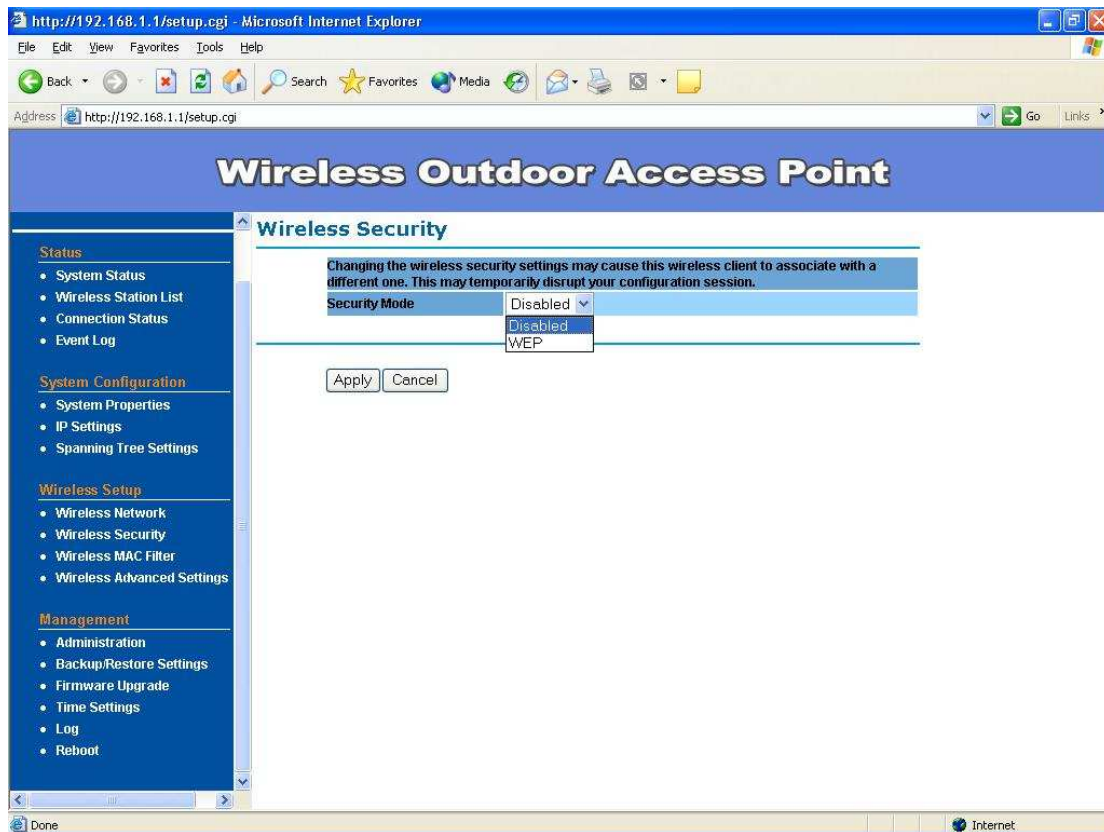 http://192.168.1.1/setup.cgi - Microsoft Internet Explorer
File Edit View Favorites Tools Help
Back Search Favorites Media
Address http://192.168.1.1/setup.cgi Go Links
Wireless Outdoor Access Point
Status
System Status
Wireless Station List
Connection Status
Event Log
System Configuration
System Properties
IP Settings
Spanning Tree Settings
Wireless Setup
Wireless Network
Wireless Security
Wireless MAC Filter
Wireless Advanced Settings
Management
Administration
Backup/Restore Settings
Firmware Upgrade
Time Settings
Log
Reboot
Wireless Security
Changing the wireless security settings may cause this wireless client to associate with a
different one. This may temporarily disrupt your configuration session.
Security Mode Disabled
Disabled
WEP
Apply Cancel
Done Internet